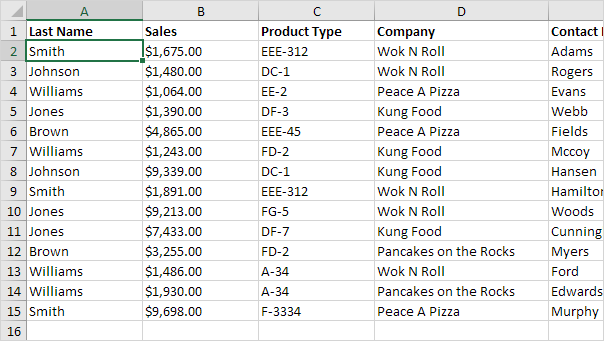 A B C D
1 Last Name Sales Product Type Company Contact
2 Smith $1,675.00 EEE-312 Wok N Roll Adams
3 Johnson $1,480.00 DC-1 Wok N Roll Rogers
4 Williams $1,064.00 EE-2 Peace A Pizza Evans
5 Jones $1,390.00 DF-3 Kung Food Webb
6 Brown $4,865.00 EEE-45 Peace A Pizza Fields
7 Williams $1,243.00 FD-2 Kung Food Mccoy
8 Johnson $9,339.00 DC-1 Kung Food Hansen
9 Smith $1,891.00 EEE-312 Wok N Roll Hamilton
10 Jones $9,213.00 FG-5 Wok N Roll Woods
11 Jones $7,433.00 DF-7 Kung Food Cunning
12 Brown $3,255.00 FD-2 Pancakes on the Rocks Myers
13 Williams $1,486.00 A-34 Wok N Roll Ford
14 Williams $1,930.00 A-34 Pancakes on the Rocks Edwards
15 Smith $9,698.00 F-3334 Peace A Pizza Murphy
16